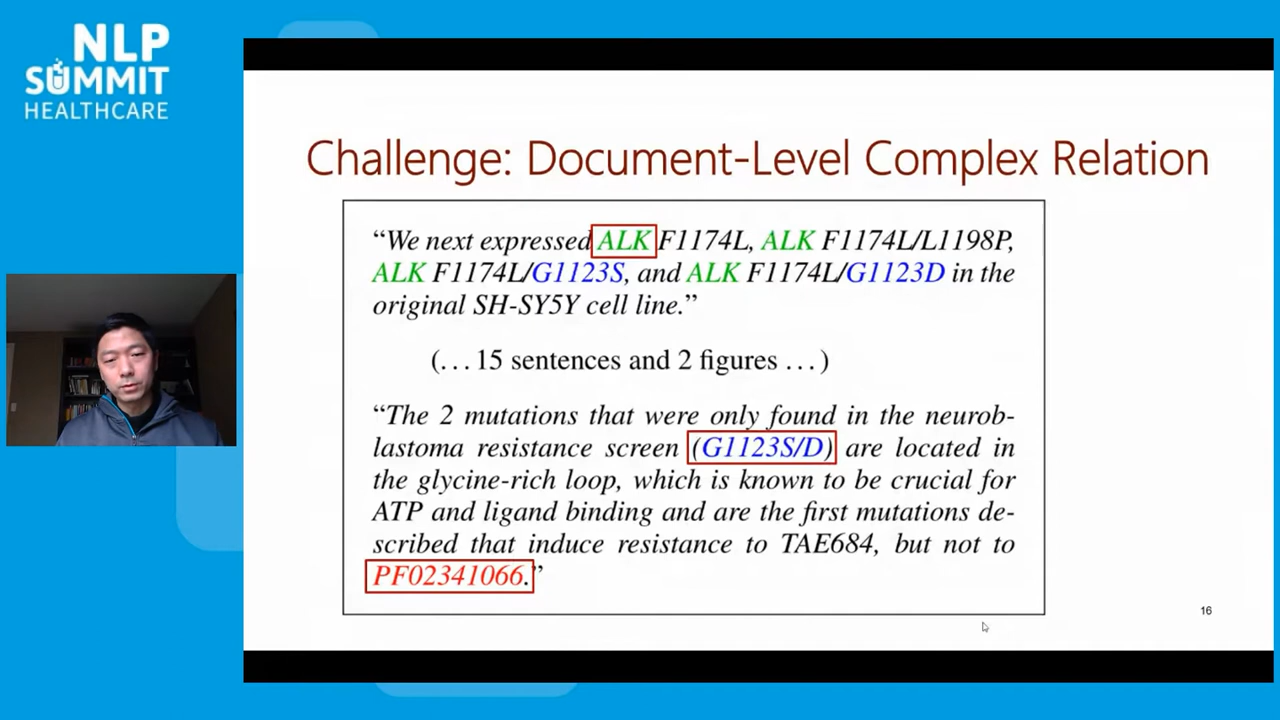 NLP
SUMMIT
HEALTHCARE
Challenge: Document-Level Complex Relation
“We next expressed ALK F1174L, ALK F1174L/L1198P,
ALK F1174L/G1123S, and ALK F1174L/G1123D in the
original SH-SY5Y cell line.”
(…15 sentences and 2 figures …)
“The 2 mutations that were only found in the neurob-
lastoma resistance screen (G1123S/D) are located in
the glycine-rich loop, which is known to be crucial for
ATP and ligand binding and are the first mutations de-
scribed that induce resistance to TAE684, but not to
PF02341066.”
16